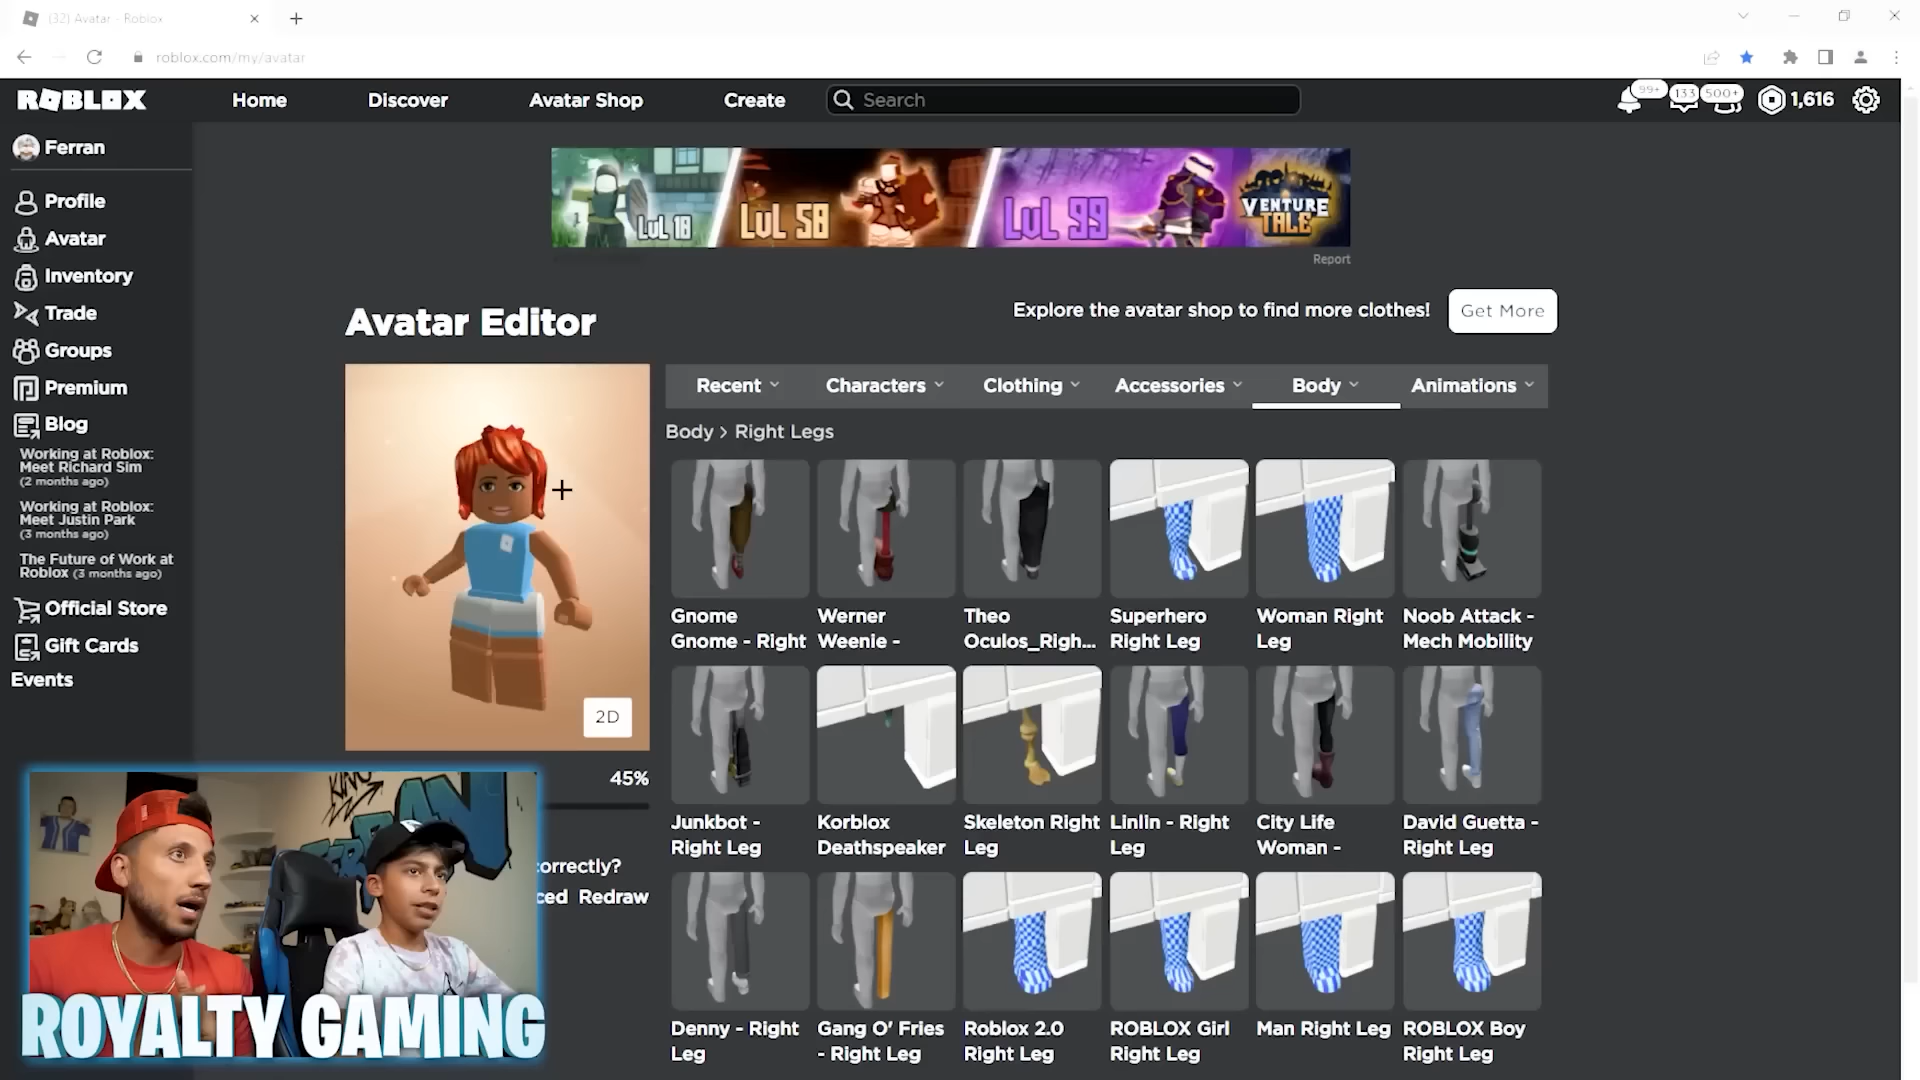 (32) Avatar - Roblox
roblox.com/my/avatar
ROBLOX
Home
Discover
Avatar Shop
Create
Search
99+
133
500+
1,616
Ferran
Profile
Avatar
Inventory
Trade
Groups
Premium
Blog
Working at Roblox:
Meet Richard Sim
(2 months ago)
Working at Roblox:
Meet Justin Park
(3 months ago)
The Future of Work at
Roblox (3 months ago)
Official Store
Gift Cards
Events
LVL 18
LVL 58
LVL 99
VENTURE
TALE
Report
Avatar Editor
Explore the avatar shop to find more clothes!
Get More
Recent
Characters
Clothing
Accessories
Body
Animations
Body > Right Legs
2D
45%
correctly?
ced Redraw
Gnome
Gnome - Right
Werner
Weenie -
Theo
Oculos_Righ...
Superhero
Right Leg
Woman Right
Leg
Noob Attack -
Mech Mobility
Junkbot -
Right Leg
Korblox
Deathspeaker
Skeleton Right
Leg
Linlin - Right
Leg
City Life
Woman -
David Guetta -
Right Leg
Denny - Right
Leg
Gang O' Fries
- Right Leg
Roblox 2.0
Right Leg
ROBLOX Girl
Right Leg
Man Right Leg
ROBLOX Boy
Right Leg
KING
ROYALTY GAMING